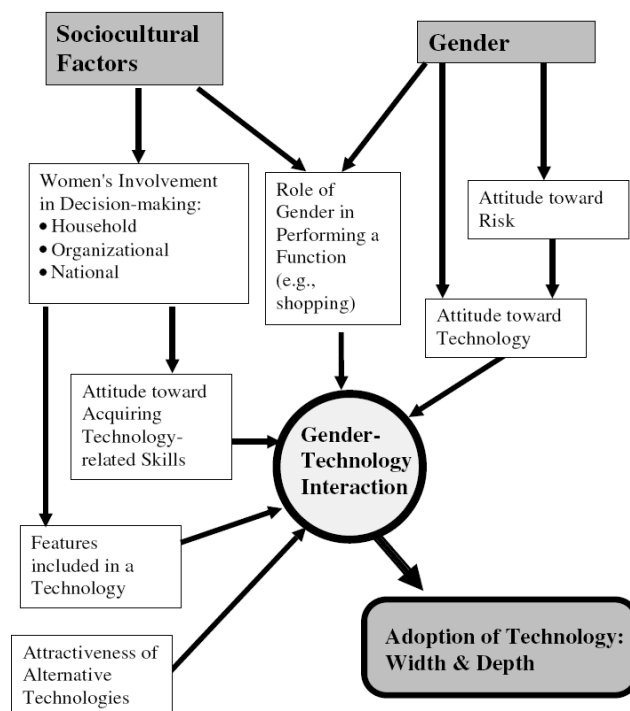 Sociocultural
Factors
Gender
Women's Involvement
in Decision-making:
• Household
• Organizational
• National
Role of
Gender in
Performing a
Function
(e.g.,
shopping)
Attitude toward
Risk
Attitude toward
Technology
Attitude toward
Acquiring
Technology-
related Skills
Gender-
Technology
Interaction
Features
included in a
Technology
Attractiveness of
Alternative
Technologies
Adoption of Technology:
Width & Depth